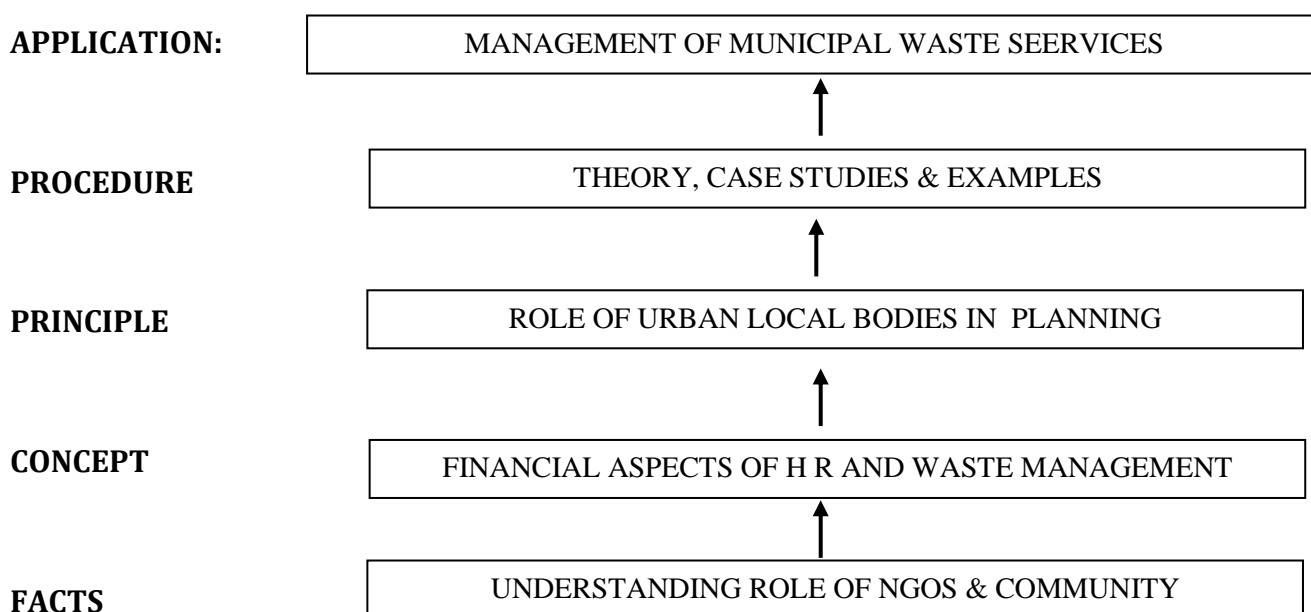 APPLICATION: MANAGEMENT OF MUNICIPAL WASTE SEERVICES
PROCEDURE THEORY, CASE STUDIES & EXAMPLES
PRINCIPLE ROLE OF URBAN LOCAL BODIES IN PLANNING
CONCEPT FINANCIAL ASPECTS OF H R AND WASTE MANAGEMENT
FACTS UNDERSTANDING ROLE OF NGOS & COMMUNITY